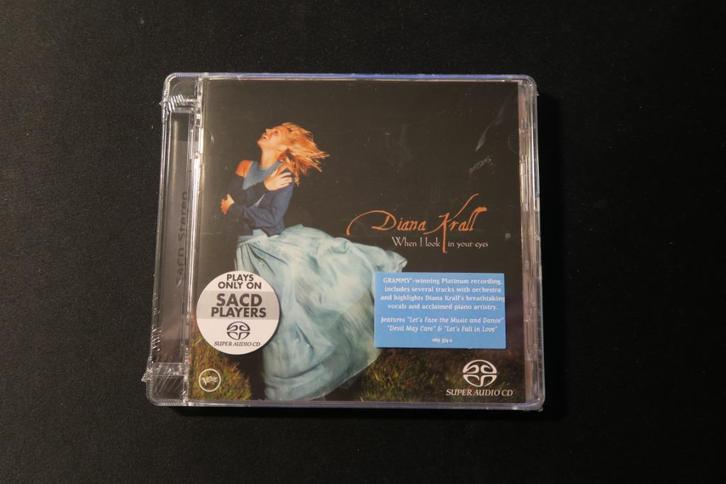 SACD Stereo
Diana Krall
When I look in your eyes
PLAYS
ONLY ON
SACD
PLAYERS
SUPER AUDIO CD
GRAMMY®-winning Platinum recording,
includes several tracks with orchestra
and highlights Diana Krall's breathtaking
vocals and acclaimed piano artistry.
features "Let's Face the Music and Dance"
"Devil May Care" & "Let's Fall in Love"
Verve
SUPER AUDIO CD